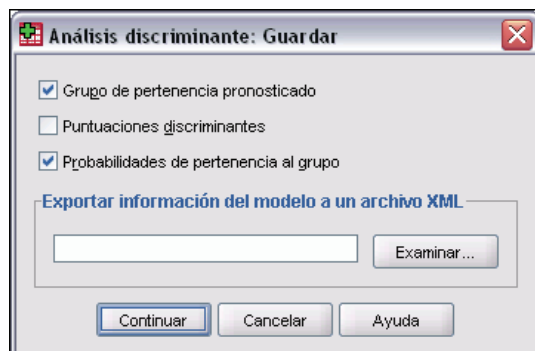 Análisis discriminante: Guardar
Grupo de pertenencia pronosticado
Puntuaciones discriminantes
Probabilidades de pertenencia al grupo
Exportar información del modelo a un archivo XML
Examinar...
Continuar
Cancelar
Ayuda